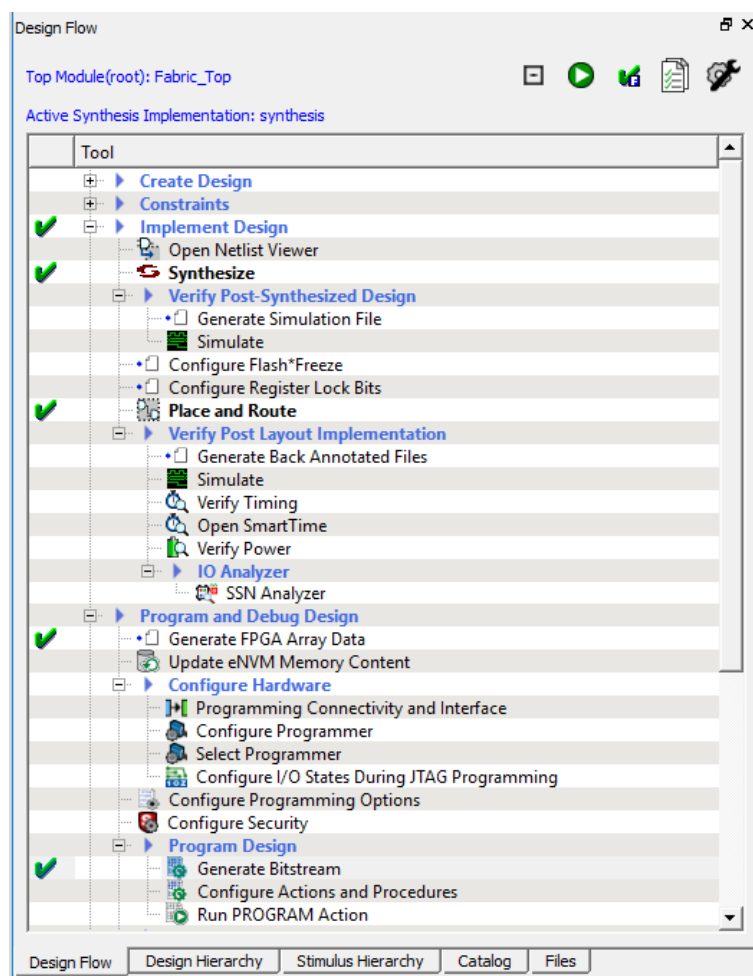 Design Flow
Top Module(root): Fabric_Top
Active Synthesis Implementation: synthesis
Tool
Create Design
Constraints
Implement Design
Open Netlist Viewer
Synthesize
Verify Post-Synthesized Design
Generate Simulation File
Simulate
Configure Flash*Freeze
Configure Register Lock Bits
Place and Route
Verify Post Layout Implementation
Generate Back Annotated Files
Simulate
Verify Timing
Open SmartTime
Verify Power
IO Analyzer
SSN Analyzer
Program and Debug Design
Generate FPGA Array Data
Update eNVM Memory Content
Configure Hardware
Programming Connectivity and Interface
Configure Programmer
Select Programmer
Configure I/O States During JTAG Programming
Configure Programming Options
Configure Security
Program Design
Generate Bitstream
Configure Actions and Procedures
Run PROGRAM Action
Design Flow Design Hierarchy Stimulus Hierarchy Catalog Files